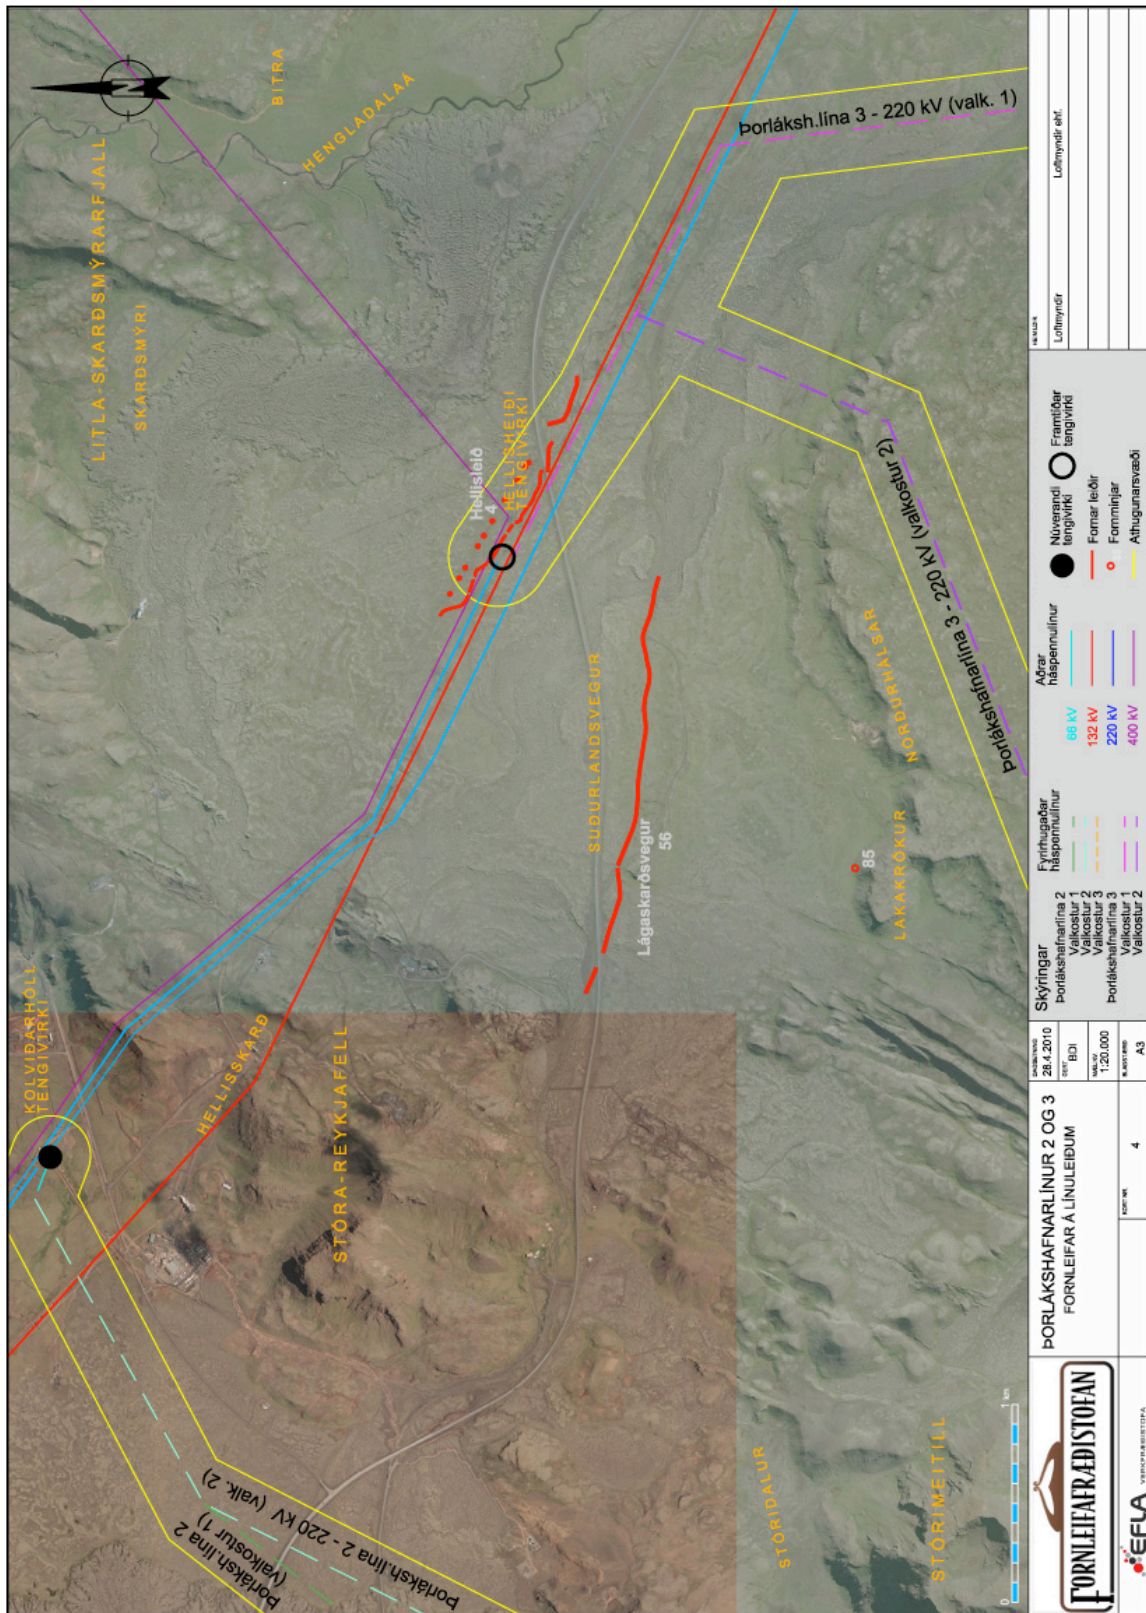 KOLVIÐARHÓLL
TENGIVIRKI
LITLA-SKARÐSMÝRARFJALL
SKARÐSMÝRI
BITRA
HENGLADALAÁ
HELLISSKARÐ
STÓRA-REYKJAFELL
Hellisleið
4
HELLISHEIÐI
TENGIVIRKI
Þorláksh.lína 3 - 220 kV (valk. 1)
SUÐURLANDSVEGUR
Lágaskarðsvegur
56
Þorlákshafnarlína 3 - 220 kV (valkostur 2)
NORÐURHÁLSAR
LAKAKRÓKUR
85
Þorláksh.lína 2
(valkostur 1)
Þorláksh.lína 2 - 220 kV (valk. 2)
STÓRIDALUR
STÓRIMEITILL
0
1 km
FORNLEIFAFRÆÐISTOFAN
EFLA
VERKFRÆÐISTOFA
ÞORLÁKSHAFNARLÍNUR 2 OG 3
FORNLEIFAR Á LÍNULEIÐUM
KORT NR.
4
28.4.2010
BDI
1:20.000
A3
Skýringar
Þorlákshafnarlína 2
Valkostur 1
Valkostur 2
Valkostur 3
Þorlákshafnarlína 3
Valkostur 1
Valkostur 2
Fyrirhugaðar
háspennulínur
Aðrar
háspennulínur
66 kV
132 kV
220 kV
400 kV
Núverandi
tengivirki
Framtíðar
tengivirki
Fornar leiðir
Fornminjar
Athugunarsvæði
HEIMILDIR
Loftmyndir
Loftmyndir ehf.